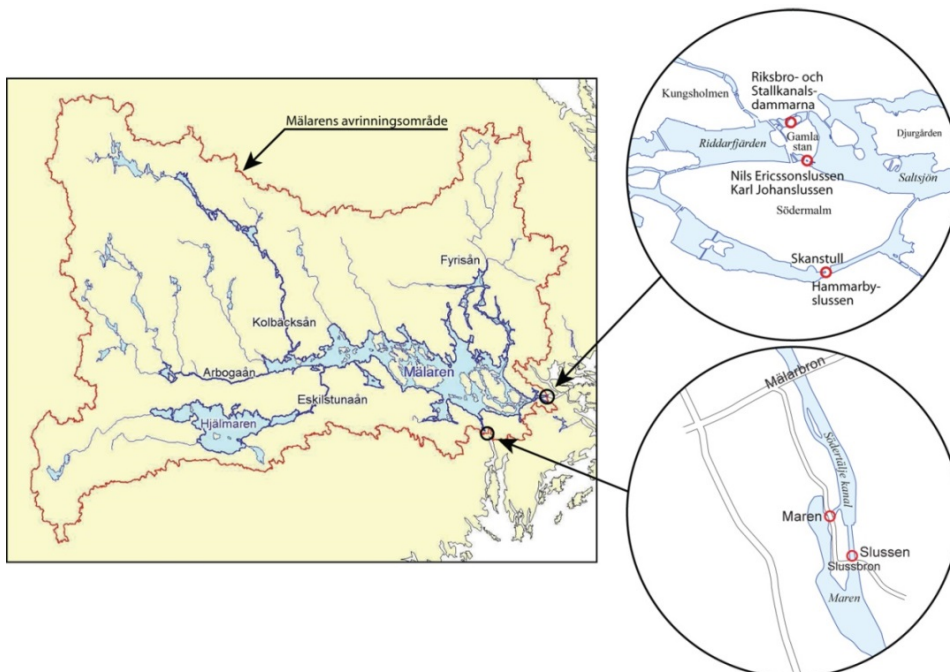 Mälarens avrinningsområde
Fyrisån
Kolbäcksån
Mälaren
Arbogaån
Eskilstunaån
Hjälmaren
Riksbro- och
Stallkanals-
dammarna
Kungsholmen
Gamla
stan
Djurgården
Riddarfjärden
Nils Ericssonslussen
Karl Johanslussen
Saltsjön
Södermalm
Skanstull
Hammarby-
slussen
Mälarbron
Södertälje kanal
Maren
Slussen
Slussbron
Maren